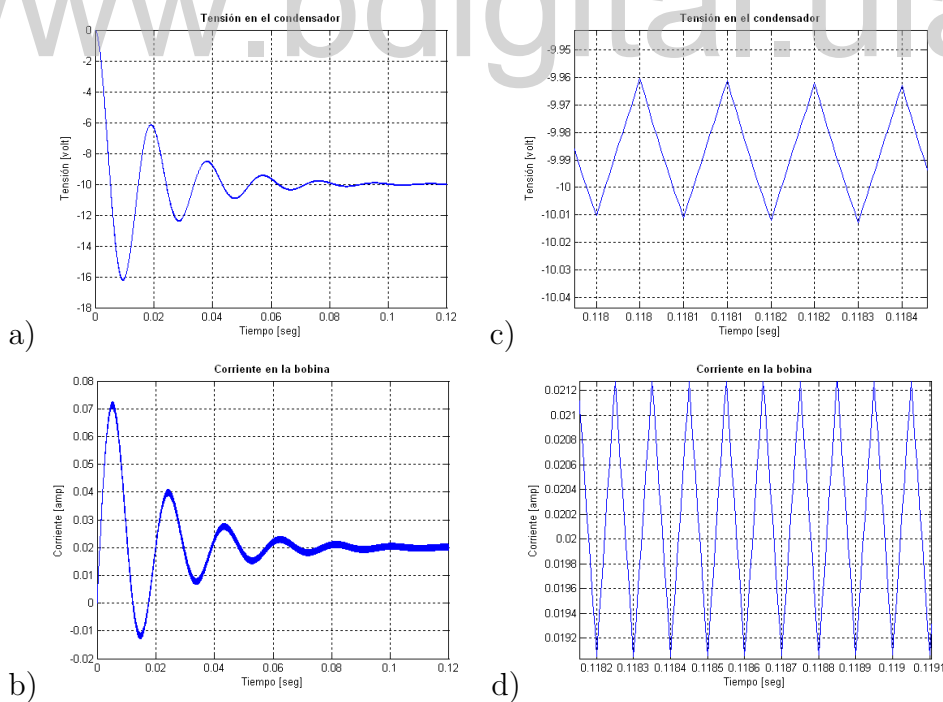 www.bdigital.ula
Tensión en el condensador
Tensión [volt]
0
-2
-4
-6
-8
-10
-12
-14
-16
-18
0 0.02 0.04 0.06 0.08 0.1 0.12
Tiempo [seg]
a)
Tensión en el condensador
Tensión [volt]
-9.95
-9.96
-9.97
-9.98
-9.99
-10
-10.01
-10.02
-10.03
-10.04
0.118 0.118 0.1181 0.1181 0.1182 0.1182 0.1183 0.1184
Tiempo [seg]
c)
Corriente en la bobina
Corriente [amp]
0.08
0.07
0.06
0.05
0.04
0.03
0.02
0.01
0
-0.01
-0.02
0 0.02 0.04 0.06 0.08 0.1 0.12
Tiempo [seg]
b)
Corriente en la bobina
Corriente [amp]
0.0212
0.021
0.0208
0.0206
0.0204
0.0202
0.02
0.0198
0.0196
0.0194
0.0192
0.1182 0.1183 0.1184 0.1185 0.1186 0.1187 0.1188 0.1189 0.119 0.1191
Tiempo [seg]
d)